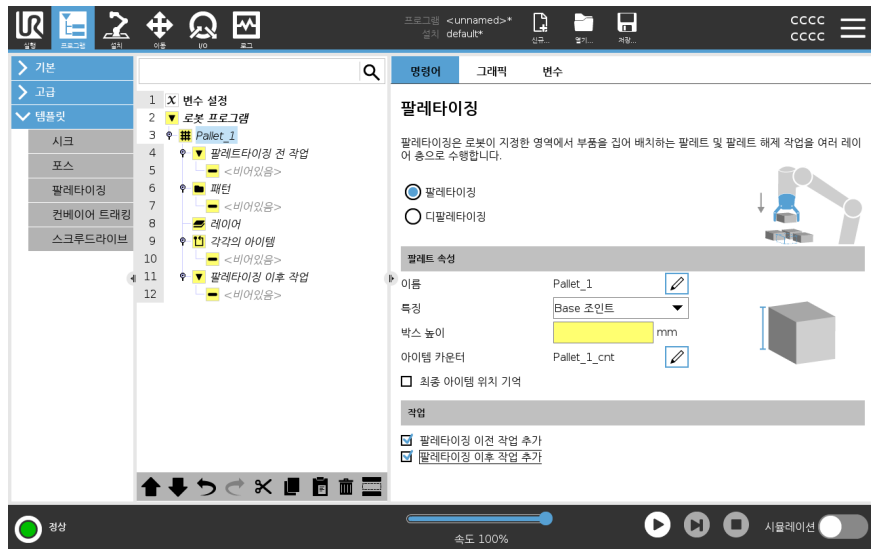 UR
실행
프로그램
설치
이동
I/O
로그
프로그램 <unnamed>*
설치 default*
신규...
열기...
저장...
CCCC
CCCC
기본
고급
템플릿
시크
포스
팔레타이징
컨베이어 트래킹
스크루드라이브
1 X 변수 설정
2 로봇 프로그램
3 Pallet_1
4 팔레트타이징 전 작업
5 <비어있음>
6 패턴
7 <비어있음>
8 레이어
9 각각의 아이템
10 <비어있음>
11 팔레타이징 이후 작업
12 <비어있음>
명령어 그래픽 변수
팔레타이징
팔레타이징은 로봇이 지정한 영역에서 부품을 집어 배치하는 팔레트 및 팔레트 해제 작업을 여러 레이
어 층으로 수행합니다.
팔레타이징
디팔레타이징
팔레트 속성
이름 Pallet_1
특징 Base 조인트
박스 높이 mm
아이템 카운터 Pallet_1_cnt
최종 아이템 위치 기억
작업
팔레타이징 이전 작업 추가
팔레타이징 이후 작업 추가
정상
속도 100%
시뮬레이션